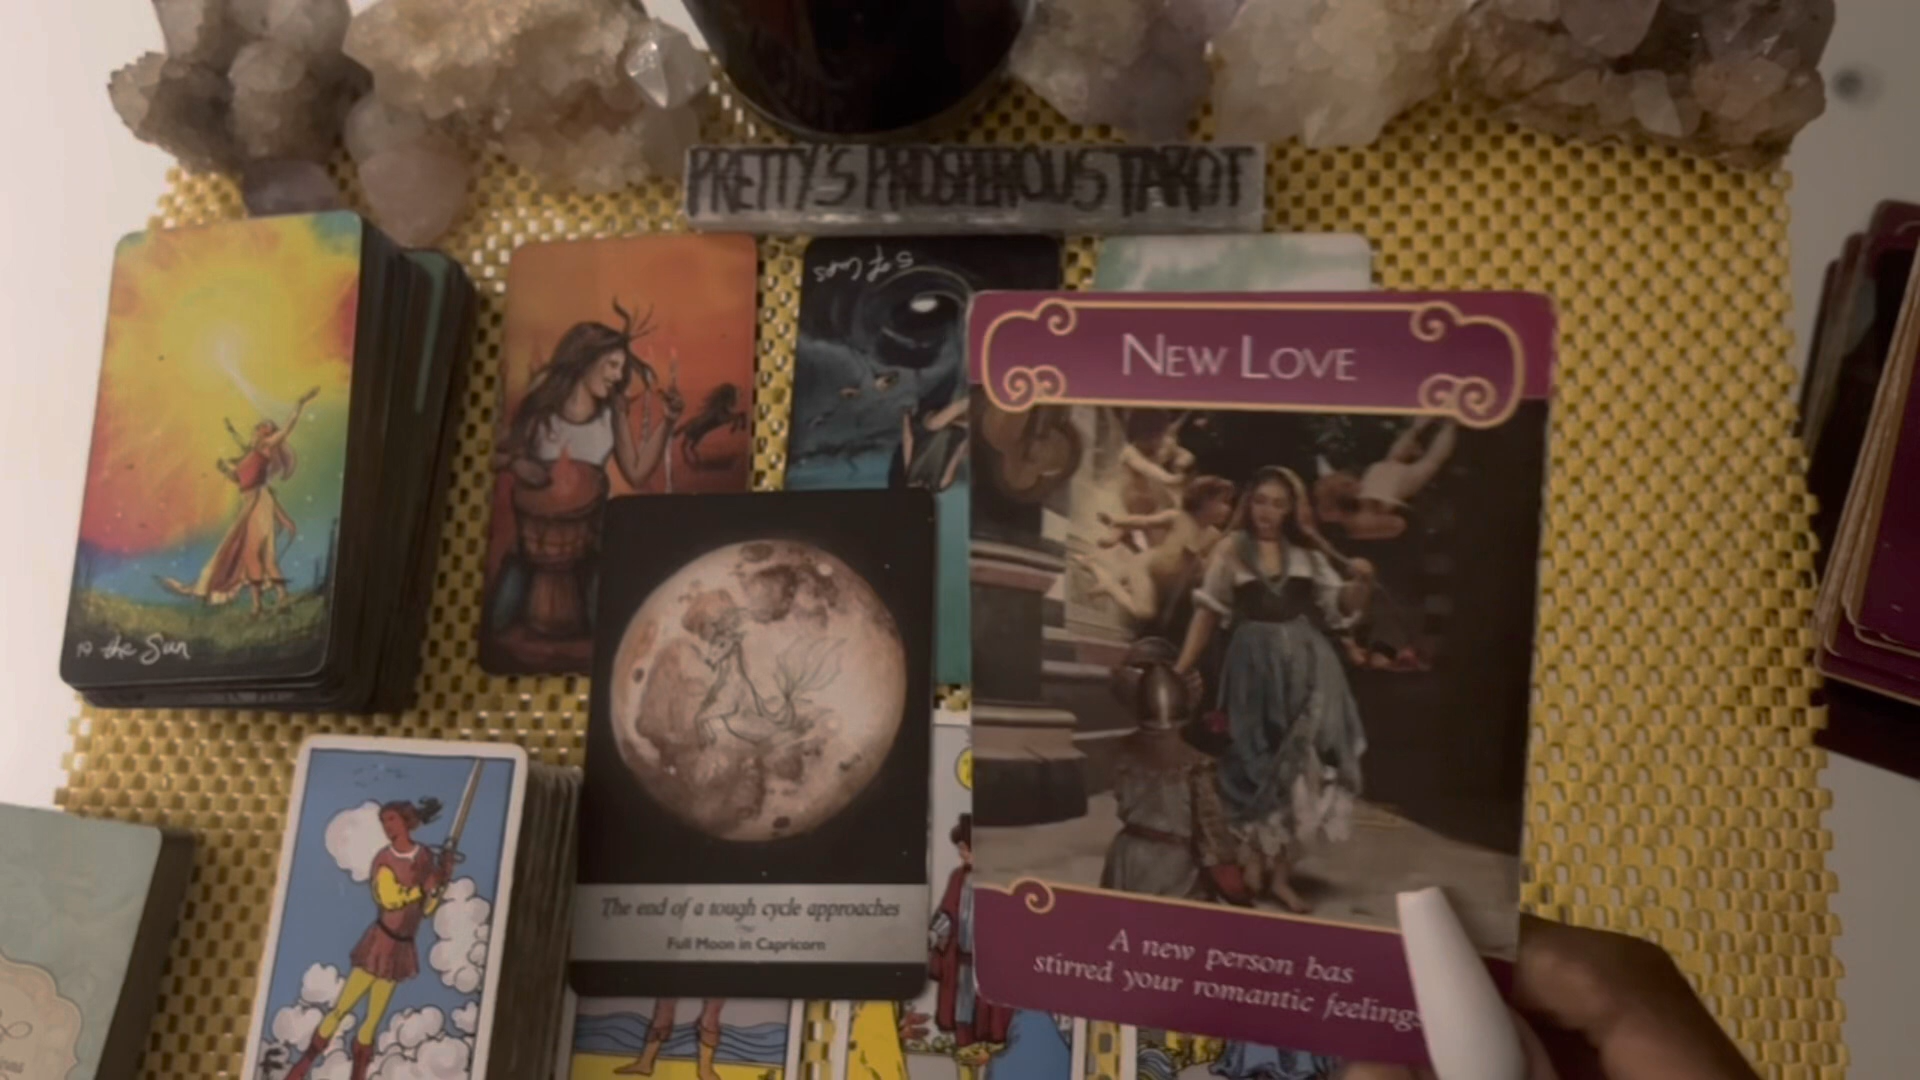 PRETTY'S PROSPEROUS TAROT
5 of Cups
NEW LOVE
19 the Sun
The end of a tough cycle approaches
Full Moon in Capricorn
A new person has
stirred your romantic feelings